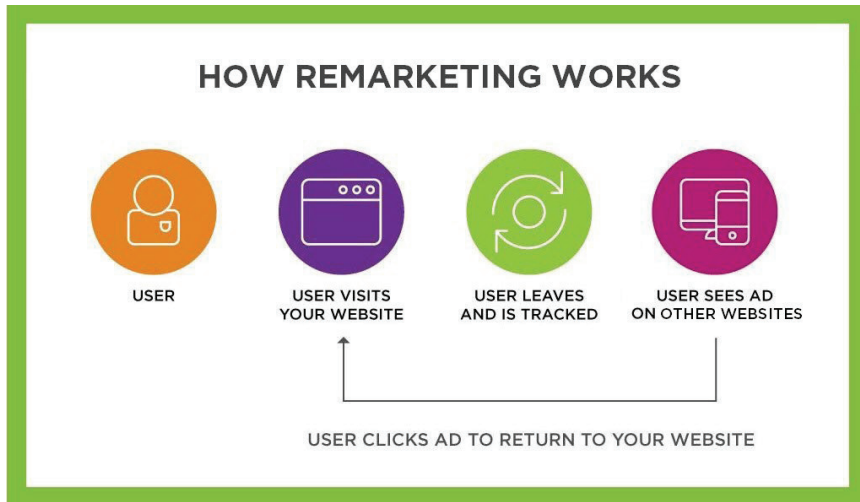 HOW REMARKETING WORKS
USER
USER VISITS
YOUR WEBSITE
USER LEAVES
AND IS TRACKED
USER SEES AD
ON OTHER WEBSITES
USER CLICKS AD TO RETURN TO YOUR WEBSITE